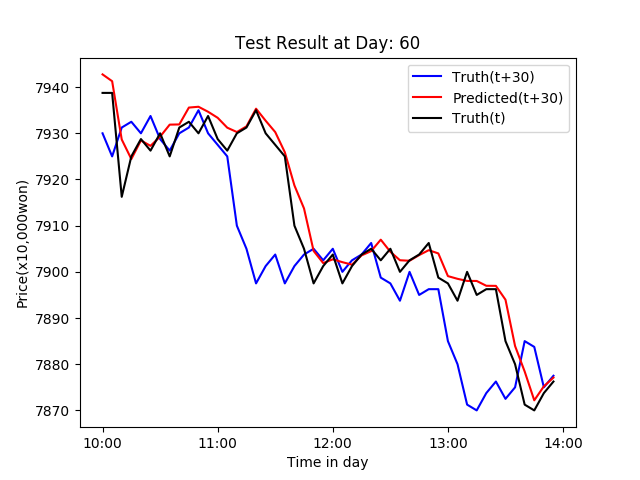 Test Result at Day: 60
Truth(t+30)
Predicted(t+30)
Truth(t)
Price(x10,000won)
7940
7930
7920
7910
7900
7890
7880
7870
10:00 11:00 12:00 13:00 14:00
Time in day